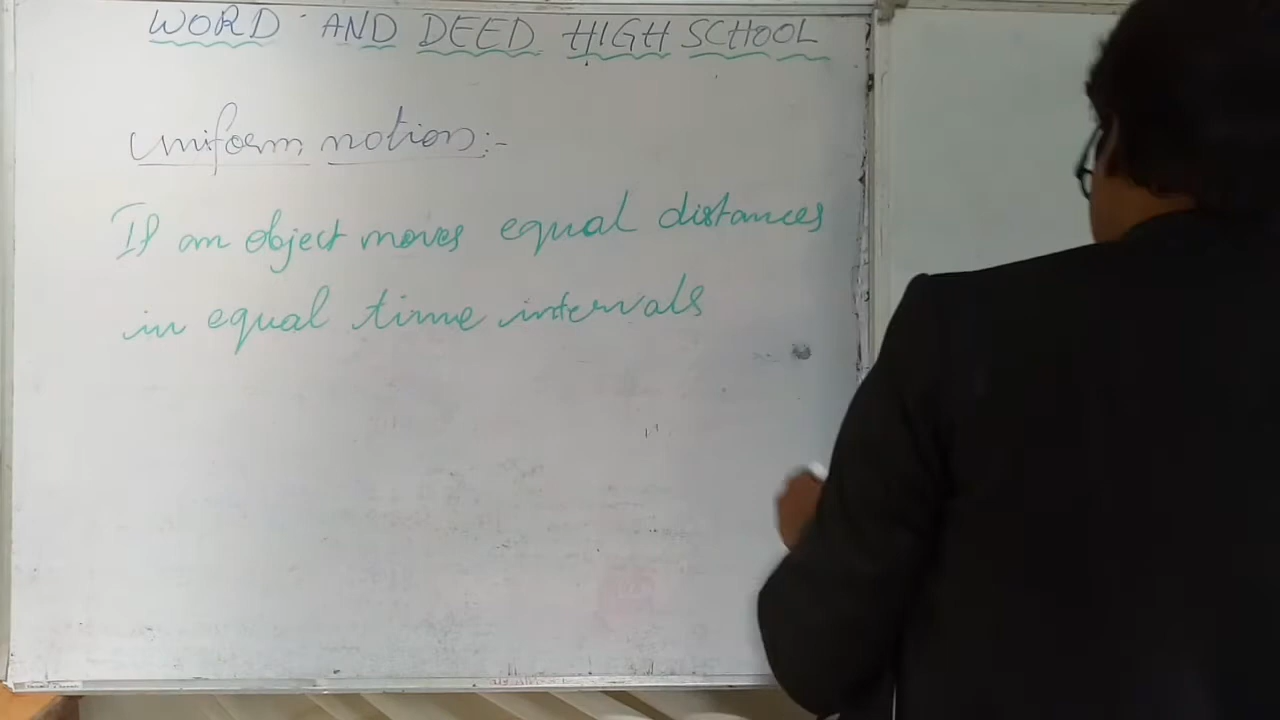 WORD AND DEED HIGH SCHOOL
Uniform motion:-
If an object moves equal distances
in equal time intervals